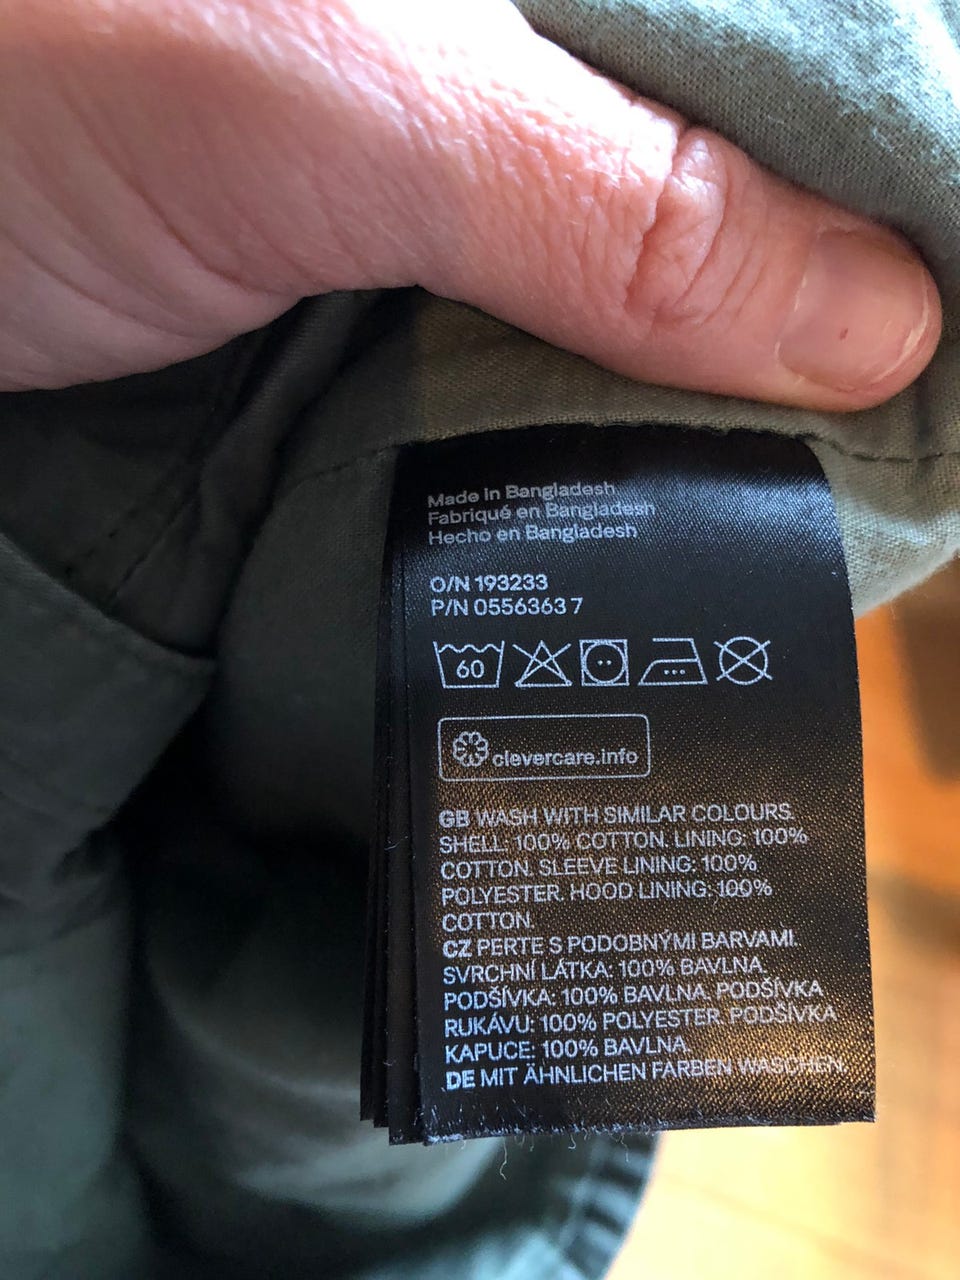 Made in Bangladesh
Fabriqué en Bangladesh
Hecho en Bangladesh
O/N 193233
P/N 0556363 7
60
clevercare.info
GB WASH WITH SIMILAR COLOURS.
SHELL: 100% COTTON. LINING: 100%
COTTON. SLEEVE LINING: 100%
POLYESTER. HOOD LINING: 100%
COTTON.
CZ PERTE S PODOBNÝMI BARVAMI.
SVRCHNÍ LÁTKA: 100% BAVLNA.
PODŠÍVKA: 100% BAVLNA. PODŠÍVKA
RUKÁVU: 100% POLYESTER. PODŠÍVKA
KAPUCE: 100% BAVLNA.
DE MIT ÄHNLICHEN FARBEN WASCHEN.